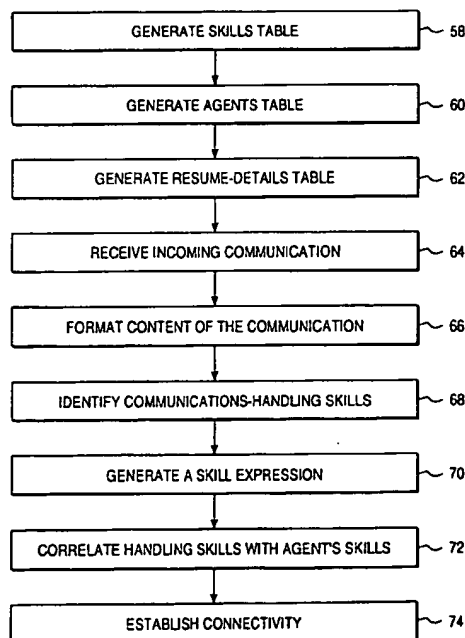 GENERATE SKILLS TABLE 58
GENERATE AGENTS TABLE 60
GENERATE RESUME-DETAILS TABLE 62
RECEIVE INCOMING COMMUNICATION 64
FORMAT CONTENT OF THE COMMUNICATION 66
IDENTIFY COMMUNICATIONS-HANDLING SKILLS 68
GENERATE A SKILL EXPRESSION 70
CORRELATE HANDLING SKILLS WITH AGENT'S SKILLS 72
ESTABLISH CONNECTIVITY 74